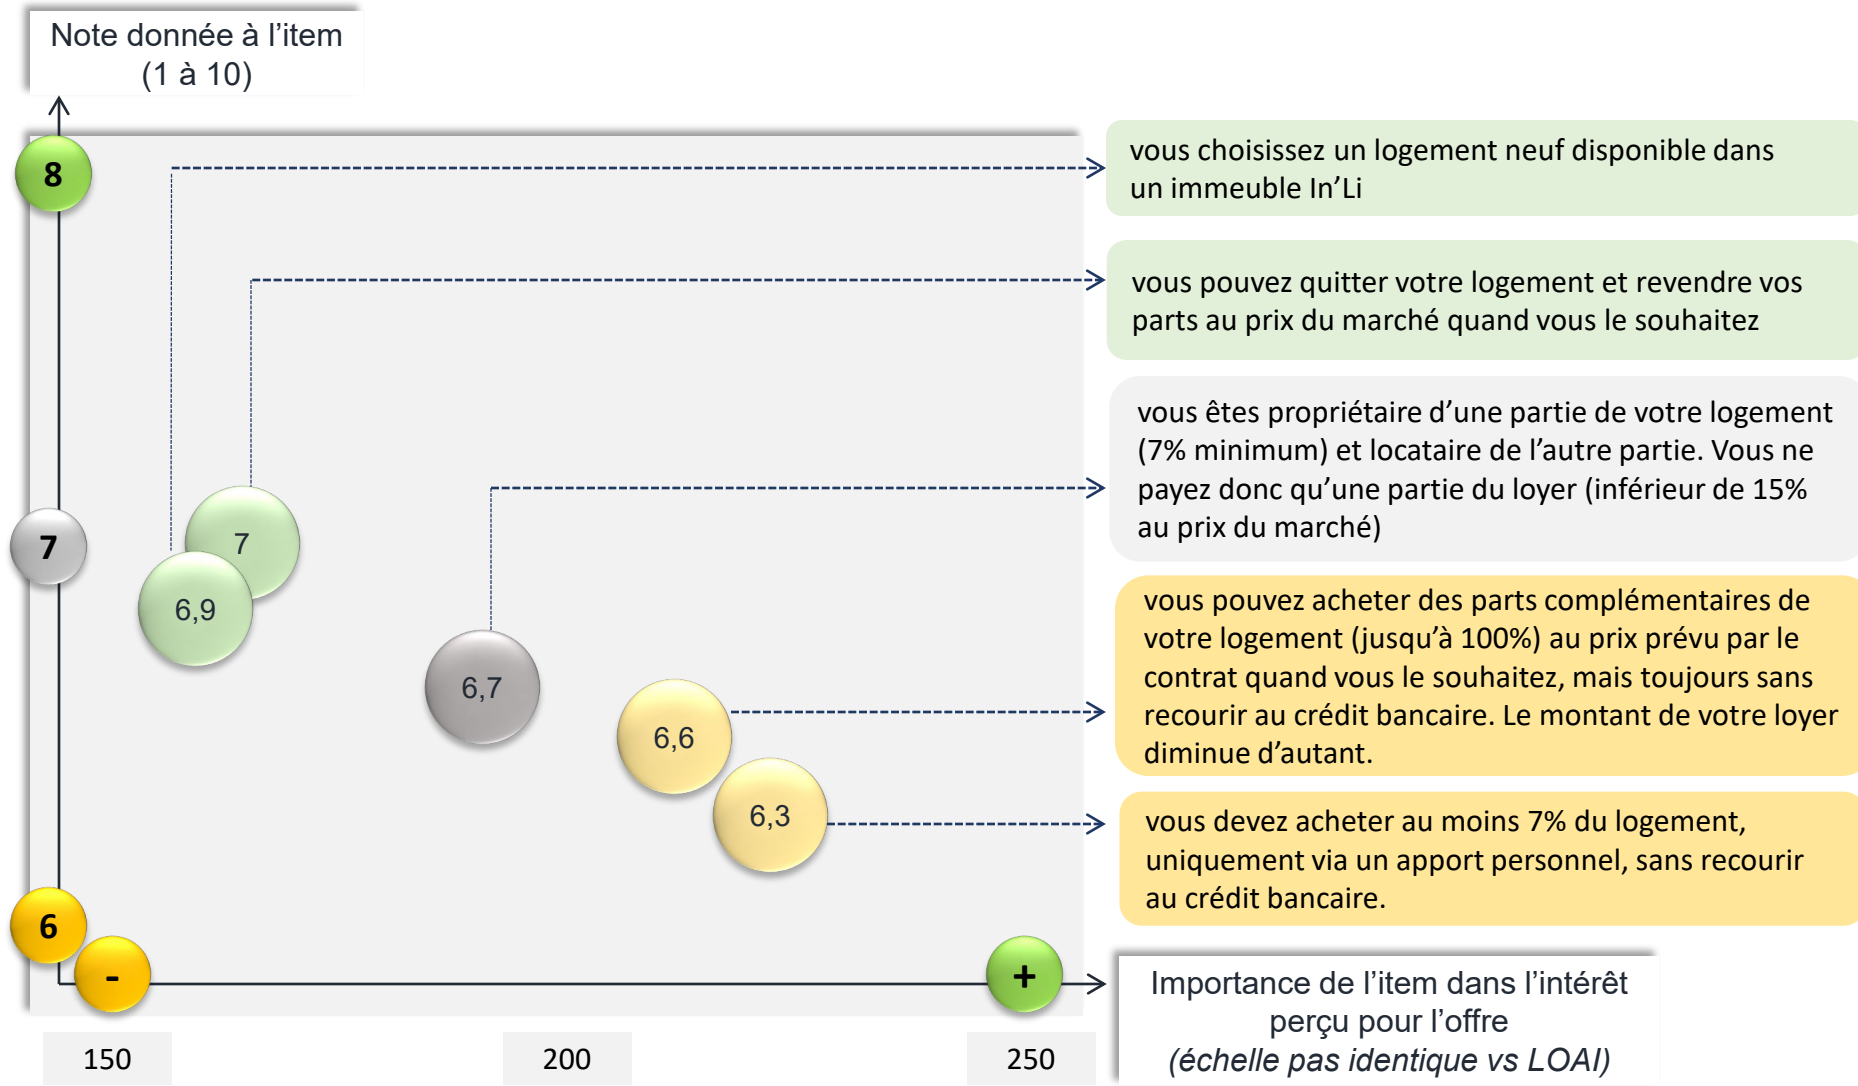 Note donnée à l’item
(1 à 10)
8
vous choisissez un logement neuf disponible dans
un immeuble In’Li
vous pouvez quitter votre logement et revendre vos
parts au prix du marché quand vous le souhaitez
vous êtes propriétaire d’une partie de votre logement
(7% minimum) et locataire de l’autre partie. Vous ne
payez donc qu’une partie du loyer (inférieur de 15%
au prix du marché)
7
7
6,9
6,7
6,6
6,3
vous pouvez acheter des parts complémentaires de
votre logement (jusqu’à 100%) au prix prévu par le
contrat quand vous le souhaitez, mais toujours sans
recourir au crédit bancaire. Le montant de votre loyer
diminue d’autant.
vous devez acheter au moins 7% du logement,
uniquement via un apport personnel, sans recourir
au crédit bancaire.
6
-
+
Importance de l’item dans l’intérêt
perçu pour l’offre
(échelle pas identique vs LOAI)
150
200
250